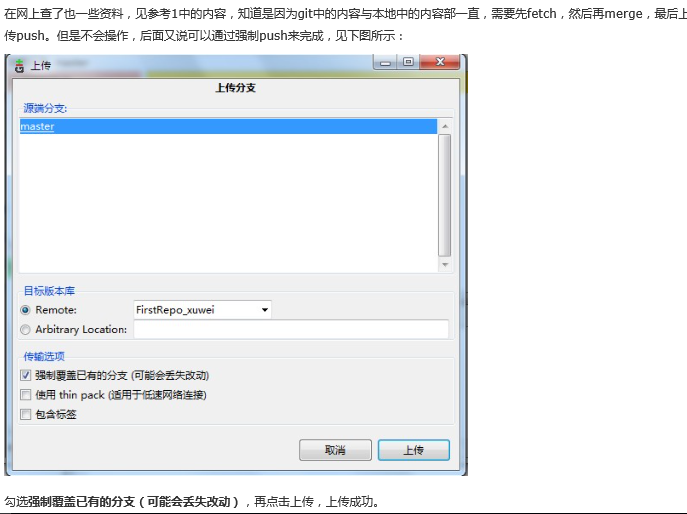 在网上查了也一些资料，见参考1中的内容，知道是因为git中的内容与本地中的内容部一直，需要先fetch，然后再merge，最后上
传push。但是不会操作，后面又说可以通过强制push来完成，见下图所示：
上传
上传分支
源端分支:
master
目标版本库
Remote: FirstRepo_xuwei
Arbitrary Location:
传输选项
强制覆盖已有的分支 (可能会丢失改动)
使用 thin pack (适用于低速网络连接)
包含标签
取消 上传
勾选强制覆盖已有的分支（可能会丢失改动），再点击上传，上传成功。